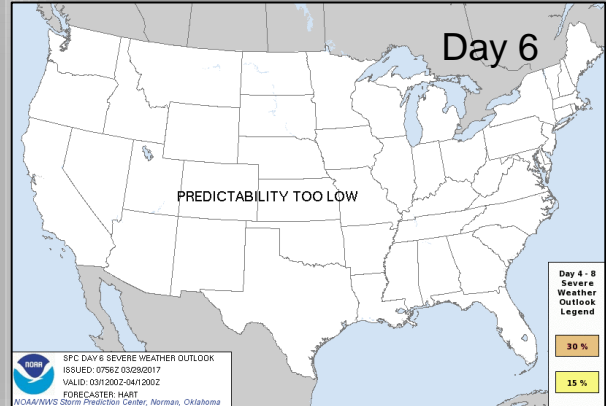 Day 6
PREDICTABILITY TOO LOW
Day 4 - 8
Severe
Weather
Outlook
Legend
30 %
15 %
NOAA
SPC DAY 6 SEVERE WEATHER OUTLOOK
ISSUED: 0756Z 03/29/2017
VALID: 03/1200Z-04/1200Z
FORECASTER: HART
NOAA/NWS Storm Prediction Center, Norman, Oklahoma